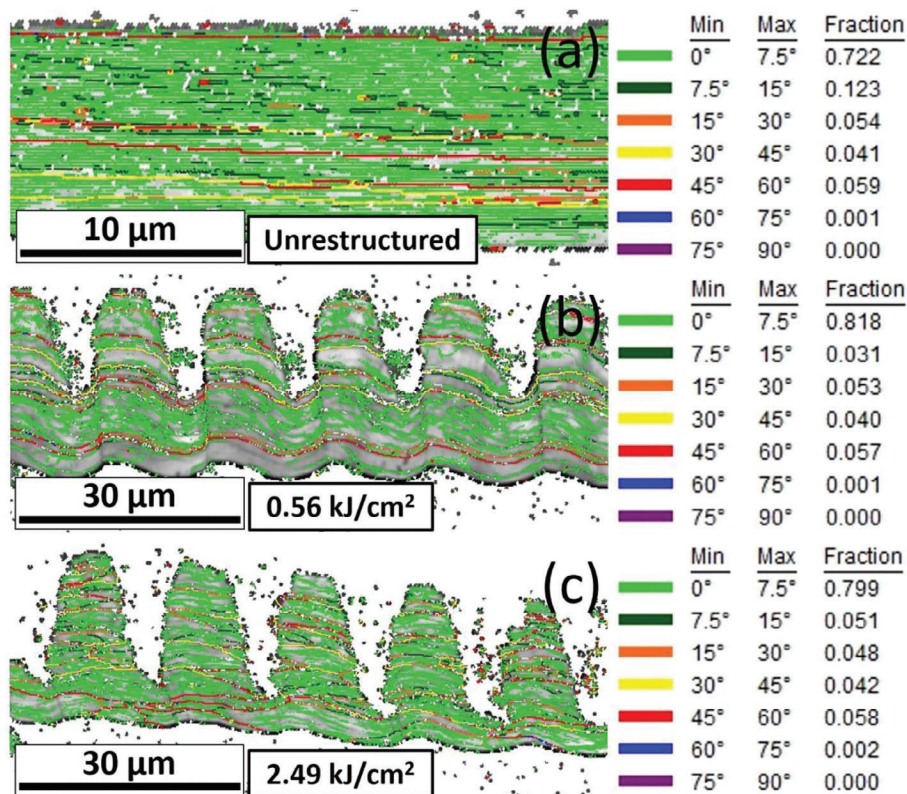 (a)
10 µm
Unrestructured
Min Max Fraction
0° 7.5° 0.722
7.5° 15° 0.123
15° 30° 0.054
30° 45° 0.041
45° 60° 0.059
60° 75° 0.001
75° 90° 0.000
(b)
30 µm
0.56 kJ/cm²
Min Max Fraction
0° 7.5° 0.818
7.5° 15° 0.031
15° 30° 0.053
30° 45° 0.040
45° 60° 0.057
60° 75° 0.001
75° 90° 0.000
(c)
30 µm
2.49 kJ/cm²
Min Max Fraction
0° 7.5° 0.799
7.5° 15° 0.051
15° 30° 0.048
30° 45° 0.042
45° 60° 0.058
60° 75° 0.002
75° 90° 0.000